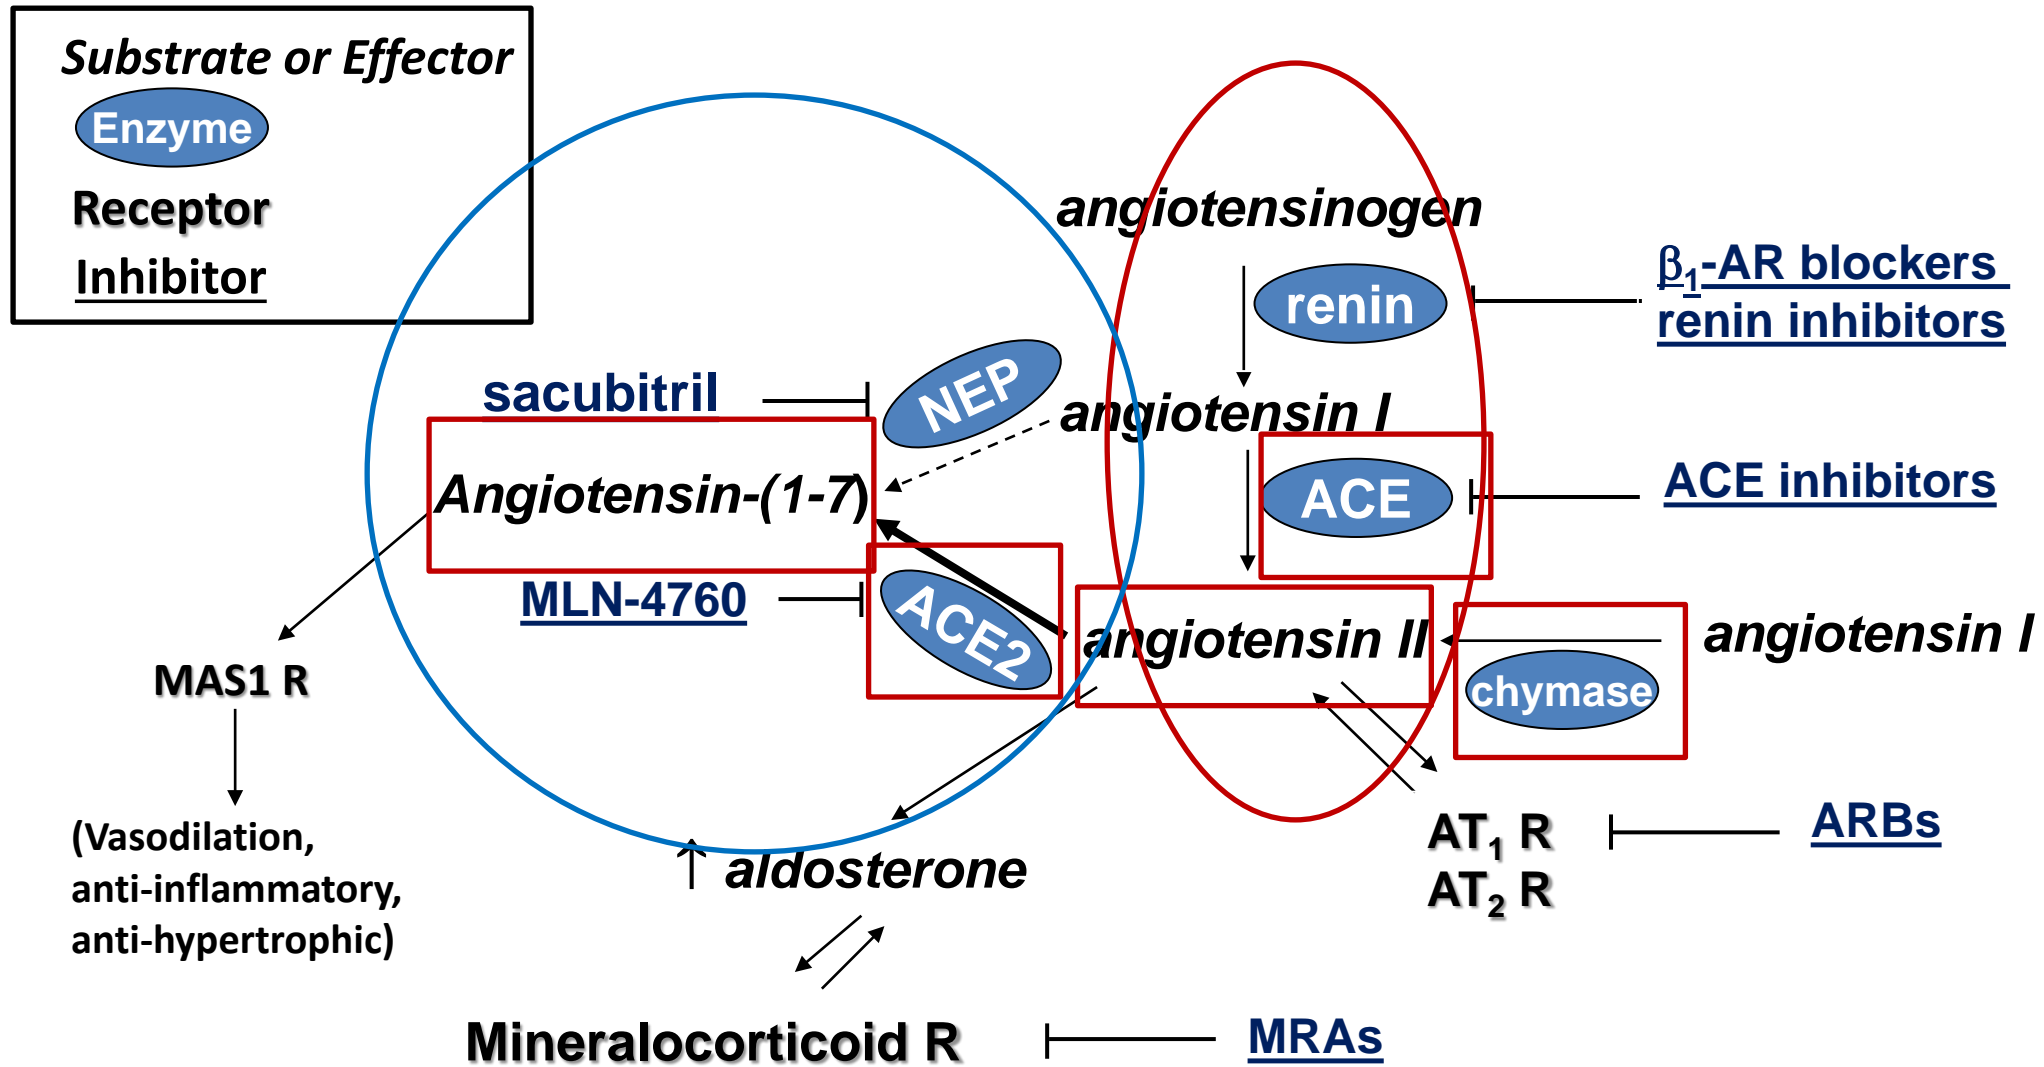 Substrate or Effector
Enzyme
Receptor
Inhibitor
angiotensinogen
renin
β1-AR blockers
renin inhibitors
sacubitril
NEP
angiotensin I
ACE
ACE inhibitors
Angiotensin-(1-7)
MLN-4760
ACE2
angiotensin II
angiotensin I
chymase
MAS1 R
(Vasodilation,
anti-inflammatory,
anti-hypertrophic)
↑ aldosterone
AT1 R
AT2 R
ARBs
Mineralocorticoid R
MRAs